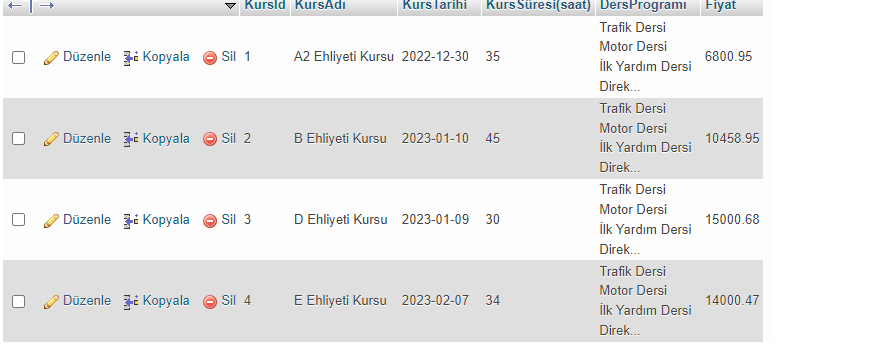 KursId KursAdı KursTarihi KursSüresi(saat) DersProgramı Fiyat
Düzenle Kopyala Sil 1 A2 Ehliyeti Kursu 2022-12-30 35 Trafik Dersi
Motor Dersi
İlk Yardım Dersi
Direk... 6800.95
Düzenle Kopyala Sil 2 B Ehliyeti Kursu 2023-01-10 45 Trafik Dersi
Motor Dersi
İlk Yardım Dersi
Direk... 10458.95
Düzenle Kopyala Sil 3 D Ehliyeti Kursu 2023-01-09 30 Trafik Dersi
Motor Dersi
İlk Yardım Dersi
Direk... 15000.68
Düzenle Kopyala Sil 4 E Ehliyeti Kursu 2023-02-07 34 Trafik Dersi
Motor Dersi
İlk Yardım Dersi
Direk... 14000.47